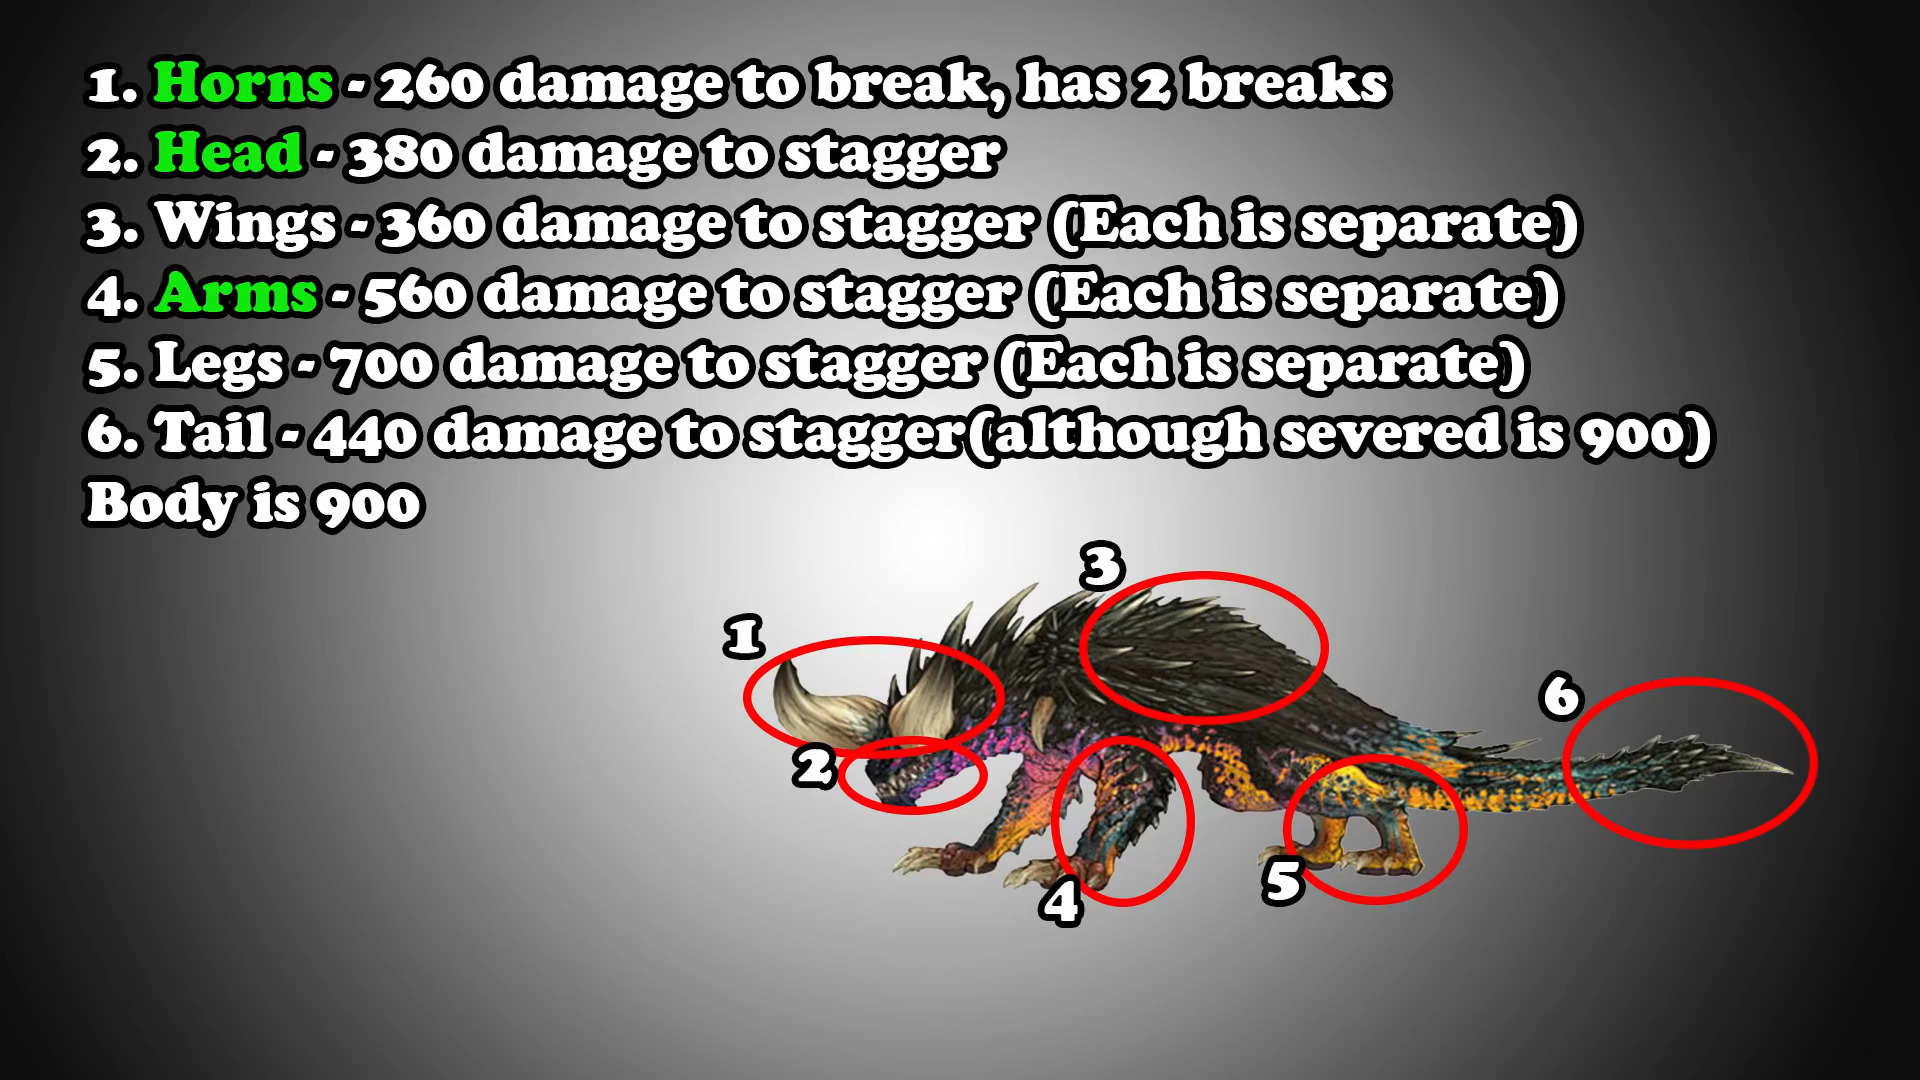 1. Horns - 260 damage to break, has 2 breaks
2. Head - 380 damage to stagger
3. Wings - 360 damage to stagger (Each is separate)
4. Arms - 560 damage to stagger (Each is separate)
5. Legs - 700 damage to stagger (Each is separate)
6. Tail - 440 damage to stagger(although severed is 900)
Body is 900
3
1
6
2
5
4